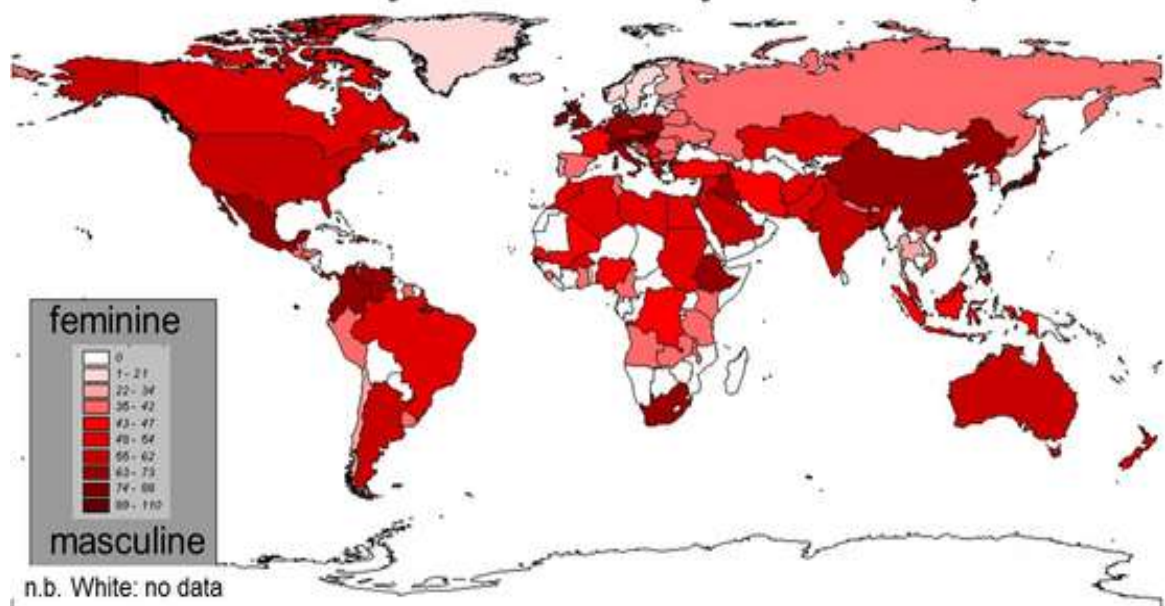 feminine
0
1 - 21
22 - 34
35 - 42
43 - 47
48 - 54
55 - 62
63 - 73
74 - 88
89 - 110
masculine
n.b. White: no data